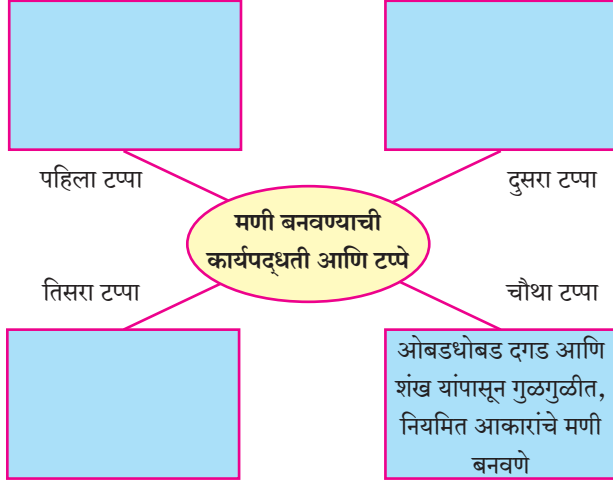 पहिला टप्पा
दुसरा टप्पा
मणी बनवण्याची
कार्यपद्धती आणि टप्पे
तिसरा टप्पा
चौथा टप्पा
ओबडधोबड दगड आणि
शंख यांपासून गुळगुळीत,
नियमित आकारांचे मणी
बनवणे